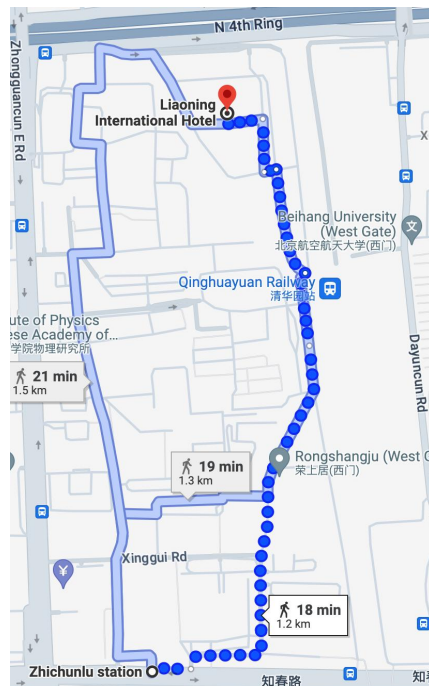 N 4th Ring
Zhongguancun E Rd
Liaoning
International Hotel
Beihang University
(West Gate)
北京航空航天大学(西门)
文
Qinghuayuan Railway
清华园站
ute of Physics
ese Academy of...
学院物理研究所
21 min
1.5 km
Dayuncun Rd
19 min
1.3 km
Rongshangju (West G
荣上居(西门)
Xinggui Rd
¥
18 min
1.2 km
Zhichunlu station
知春路
知春